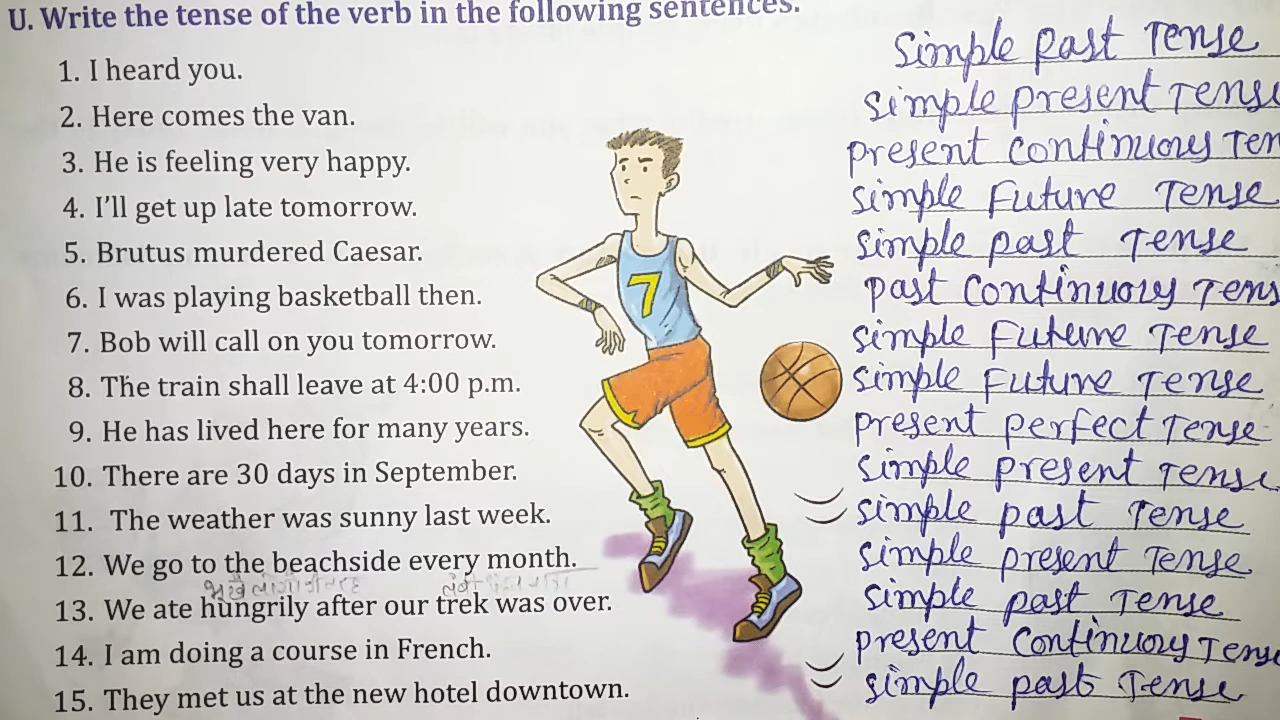 U. Write the tense of the verb in the following sentences.
1. I heard you. Simple past Tense
2. Here comes the van. Simple present Tense
3. He is feeling very happy. present continuous Ten
4. I'll get up late tomorrow. Simple Future Tense
5. Brutus murdered Caesar. Simple past Tense
6. I was playing basketball then. past Continuous Tens
7. Bob will call on you tomorrow. Simple Future Tense
7
8. The train shall leave at 4:00 p.m. Simple Future Tense
9. He has lived here for many years. present perfect Tense
10. There are 30 days in September. Simple present Tense
11. The weather was sunny last week. Simple past Tense
12. We go to the beachside every month. Simple present Tense
13. We ate hungrily after our trek was over. Simple past Tense
14. I am doing a course in French. present Continuous Tense
15. They met us at the new hotel downtown. Simple past Tense